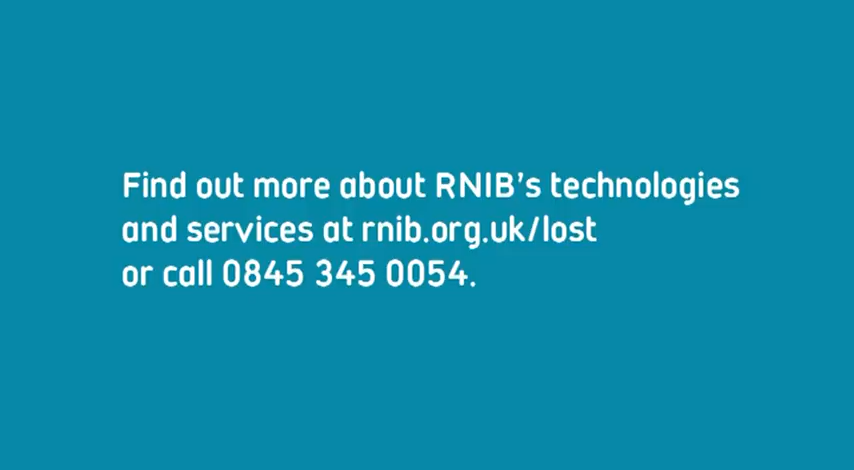 Find out more about RNIB's technologies
and services at rnib.org.uk/lost
or call 0845 345 0054.